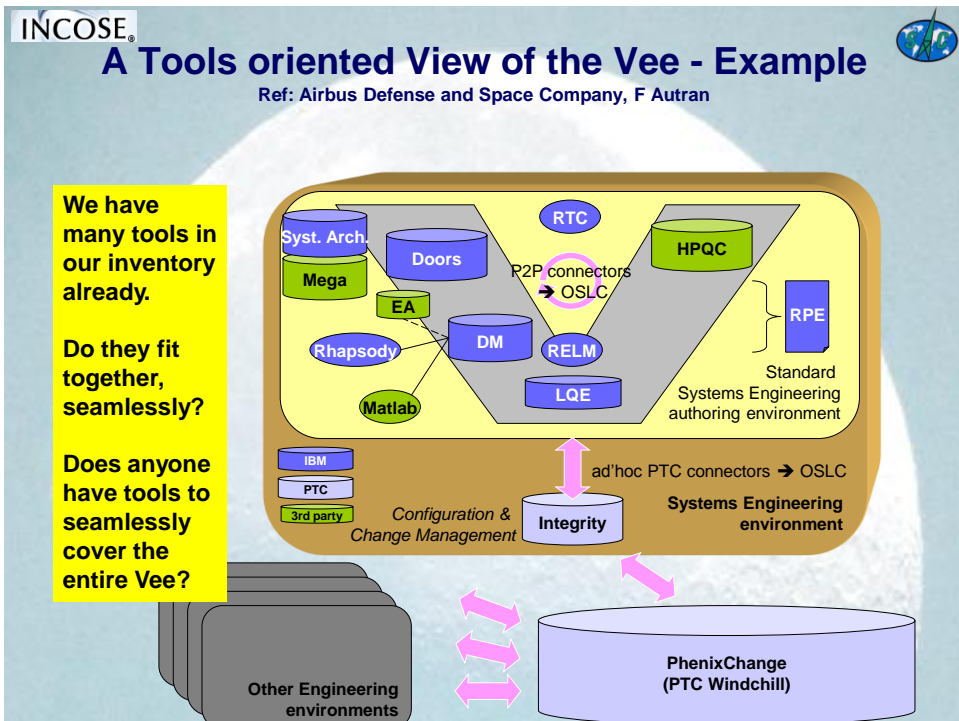 INCOSE®
A Tools oriented View of the Vee - Example
Ref: Airbus Defense and Space Company, F Autran
We have
many tools in
our inventory
already.
Do they fit
together,
seamlessly?
Does anyone
have tools to
seamlessly
cover the
entire Vee?
Syst. Arch.
Mega
Doors
EA
Rhapsody
Matlab
DM
RTC
P2P connectors
➔ OSLC
RELM
LQE
HPQC
RPE
Standard
Systems Engineering
authoring environment
IBM
PTC
3rd party
ad'hoc PTC connectors ➔ OSLC
Configuration &
Change Management
Integrity
Systems Engineering
environment
Other Engineering
environments
PhenixChange
(PTC Windchill)